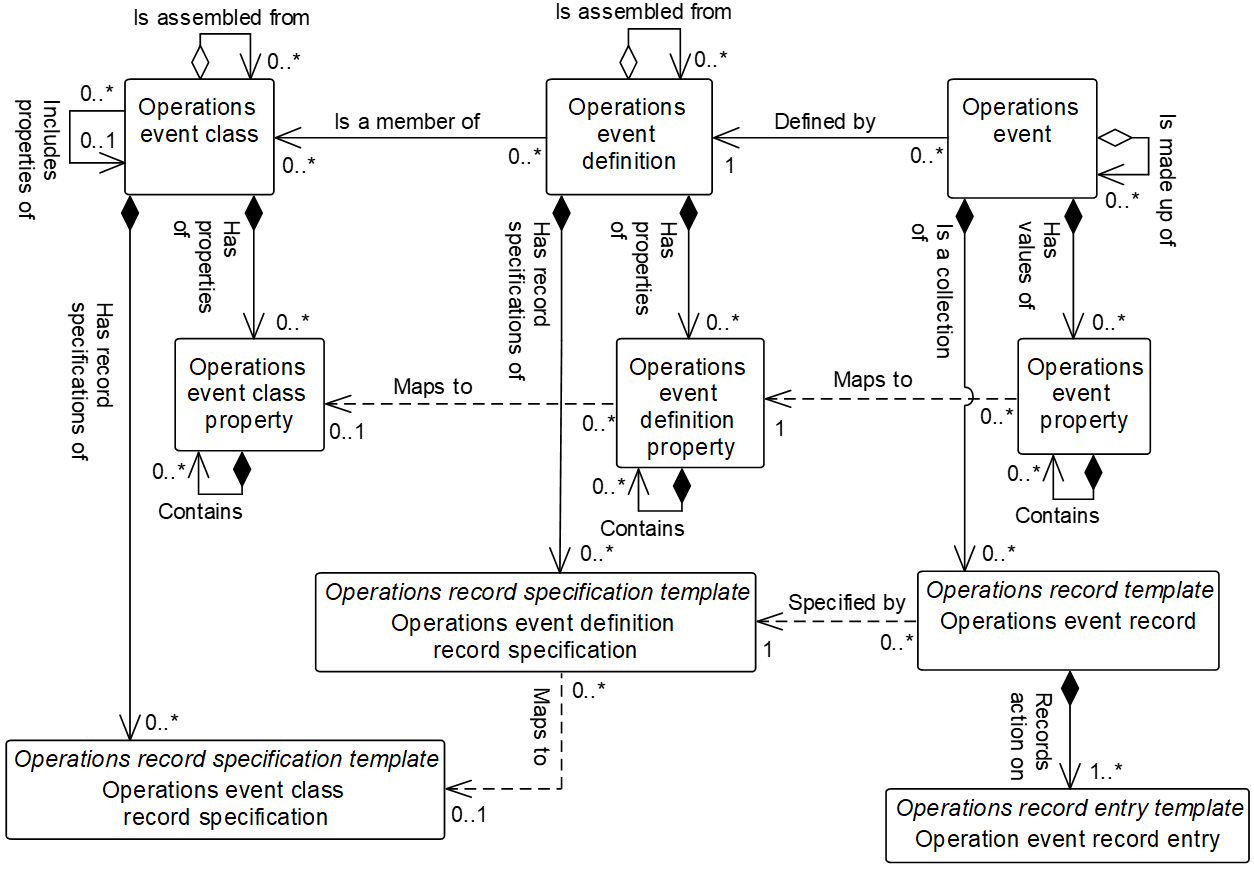 Is assembled from
0..*
Is assembled from
0..*
Operations
event class
0..*
0..1
Includes
properties of
Is a member of
0..*
0..*
Operations
event
definition
Defined by
1
0..*
Operations
event
0..*
Is made up of
Has record
specifications of
0..*
Has
properties
of
0..*
Has record
specifications of
0..*
Has
properties
of
0..*
Is a collection
of
0..*
Has
values of
0..*
Operations
event class
property
0..*
Contains
Maps to
0..1
0..*
Operations
event
definition
property
0..*
Contains
Maps to
1
0..*
Operations
event
property
0..*
Contains
Operations record specification template
Operations event definition
record specification
Specified by
1
0..*
Operations record template
Operations event record
0..*
Maps to
0..1
Operations record specification template
Operations event class
record specification
Records
action on
1..*
Operations record entry template
Operation event record entry